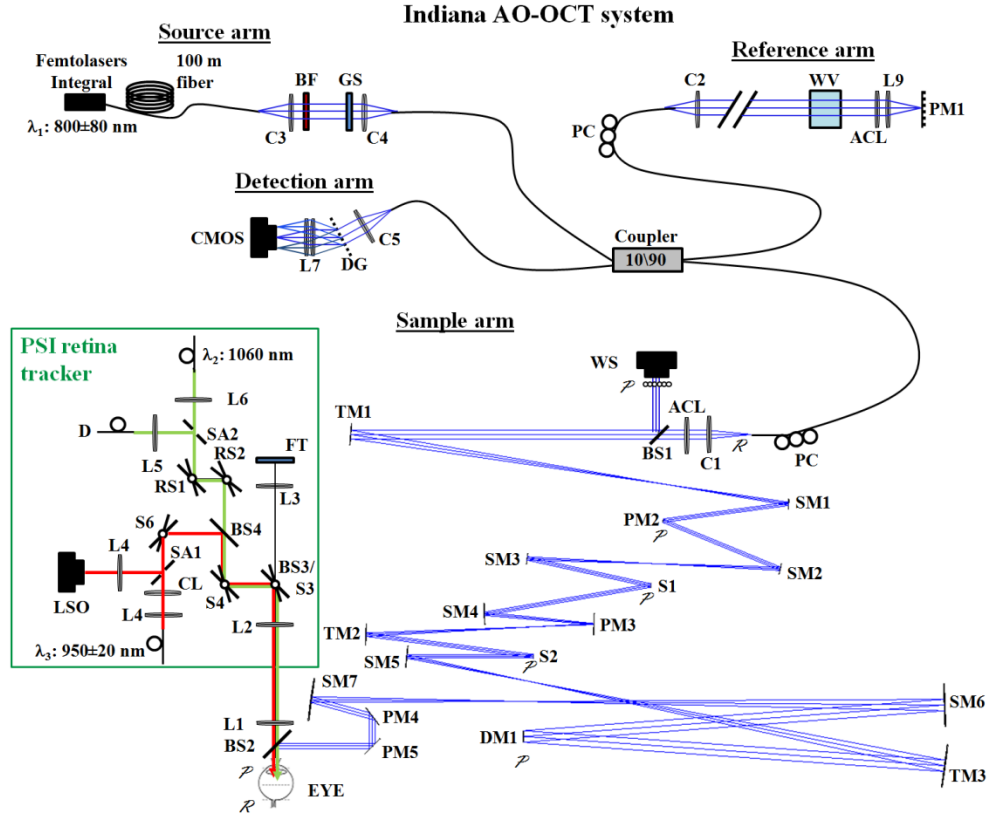 Indiana AO-OCT system
Source arm
Femtolasers
Integral
100 m
fiber
BF
GS
λ1: 800±80 nm
C3
C4
Reference arm
C2
WV
L9
PM1
PC
ACL
Detection arm
CMOS
L7
DG
C5
Coupler
10\90
Sample arm
WS
𝒫
TM1
ACL
BS1
C1
ℛ
PC
SM1
PM2
𝒫
SM3
SM2
S1
𝒫
SM4
PM3
TM2
S2
𝒫
SM5
SM7
SM6
PM4
DM1
𝒫
PM5
TM3
PSI retina
tracker
λ2: 1060 nm
L6
D
SA2
L5
RS2
FT
RS1
L3
S6
BS4
L4
SA1
BS3/
S3
CL
S4
LSO
L4
L2
λ3: 950±20 nm
L1
BS2
𝒫
EYE
ℛ